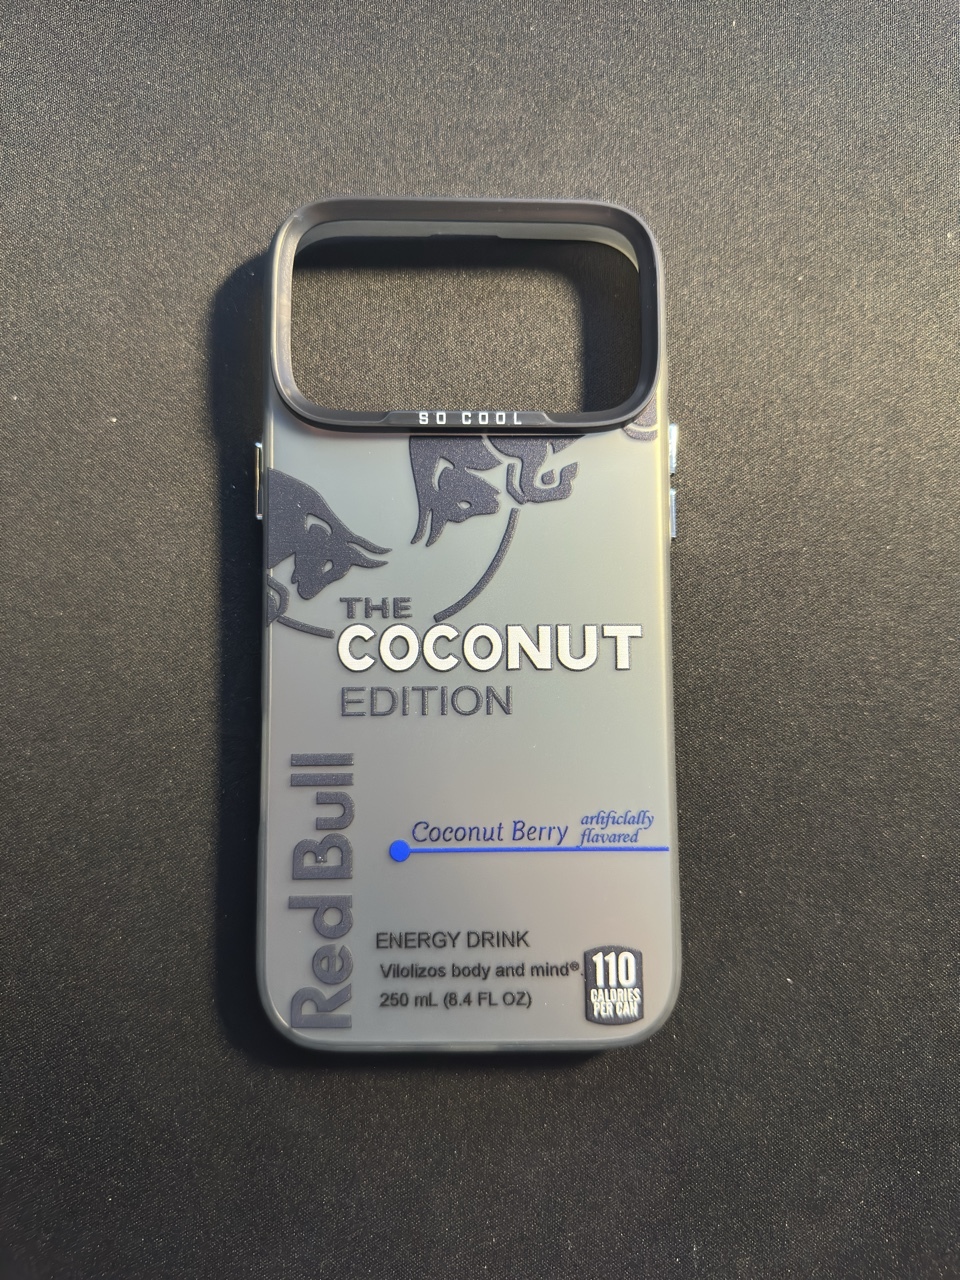 SO COOL
THE
COCONUT
EDITION
Red Bull
Coconut Berry
artificially
flavared
ENERGY DRINK
Vilolizos body and mind®
250 mL (8.4 FL OZ)
110
CALORIES
PER CAN